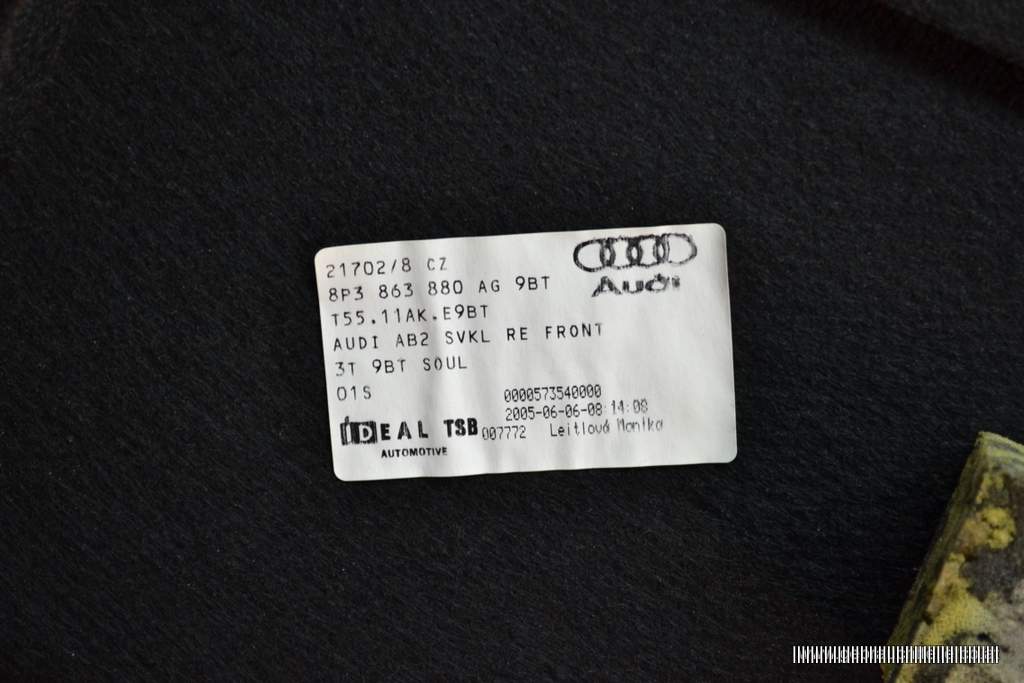 21702/8 CZ
Audi
8P3 863 880 AG 9BT
T55.11AK.E9BT
AUDI AB2 SVKL RE FRONT
3T 9BT SOUL
01S
0000573540000
2005-06-06-08:14:08
IDEAL TSB
007772 Leitlová Monika
AUTOMOTIVE